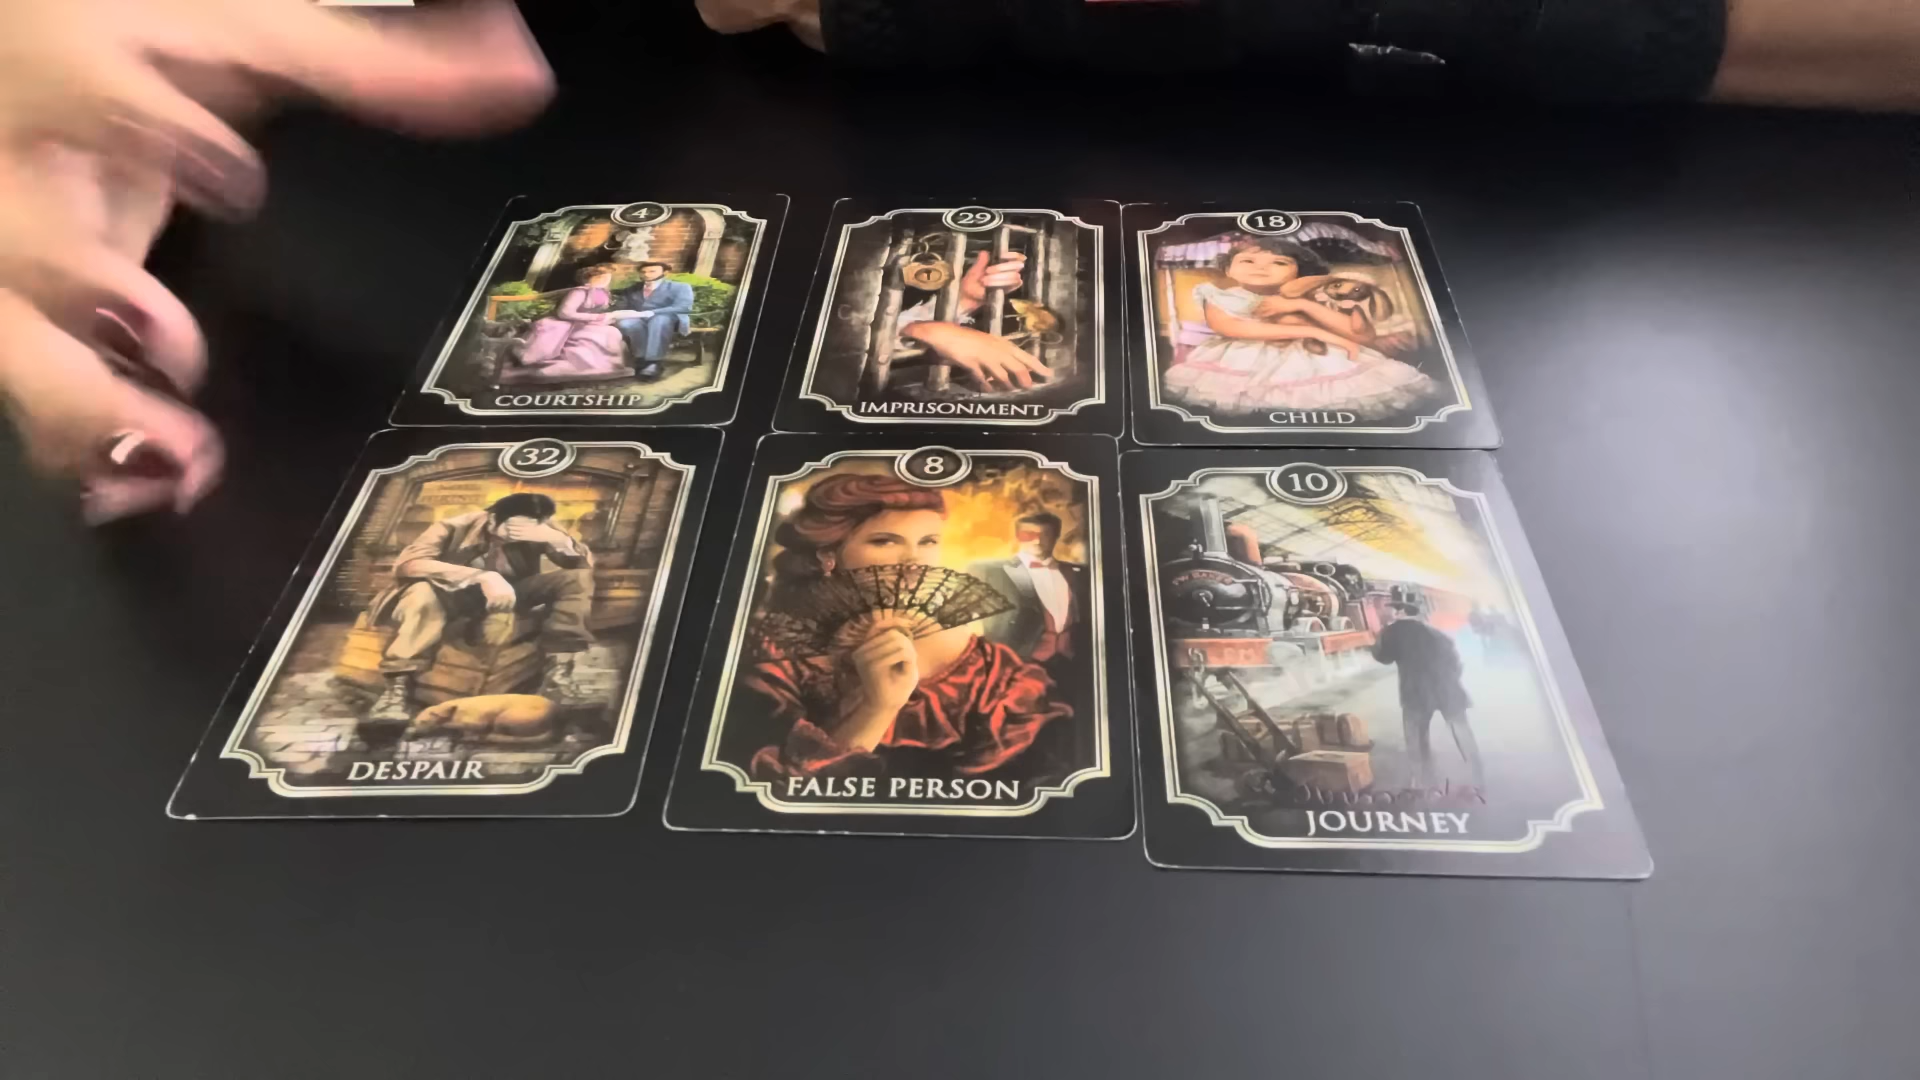 4
COURTSHIP
29
IMPRISONMENT
18
CHILD
32
DESPAIR
8
FALSE PERSON
10
JOURNEY